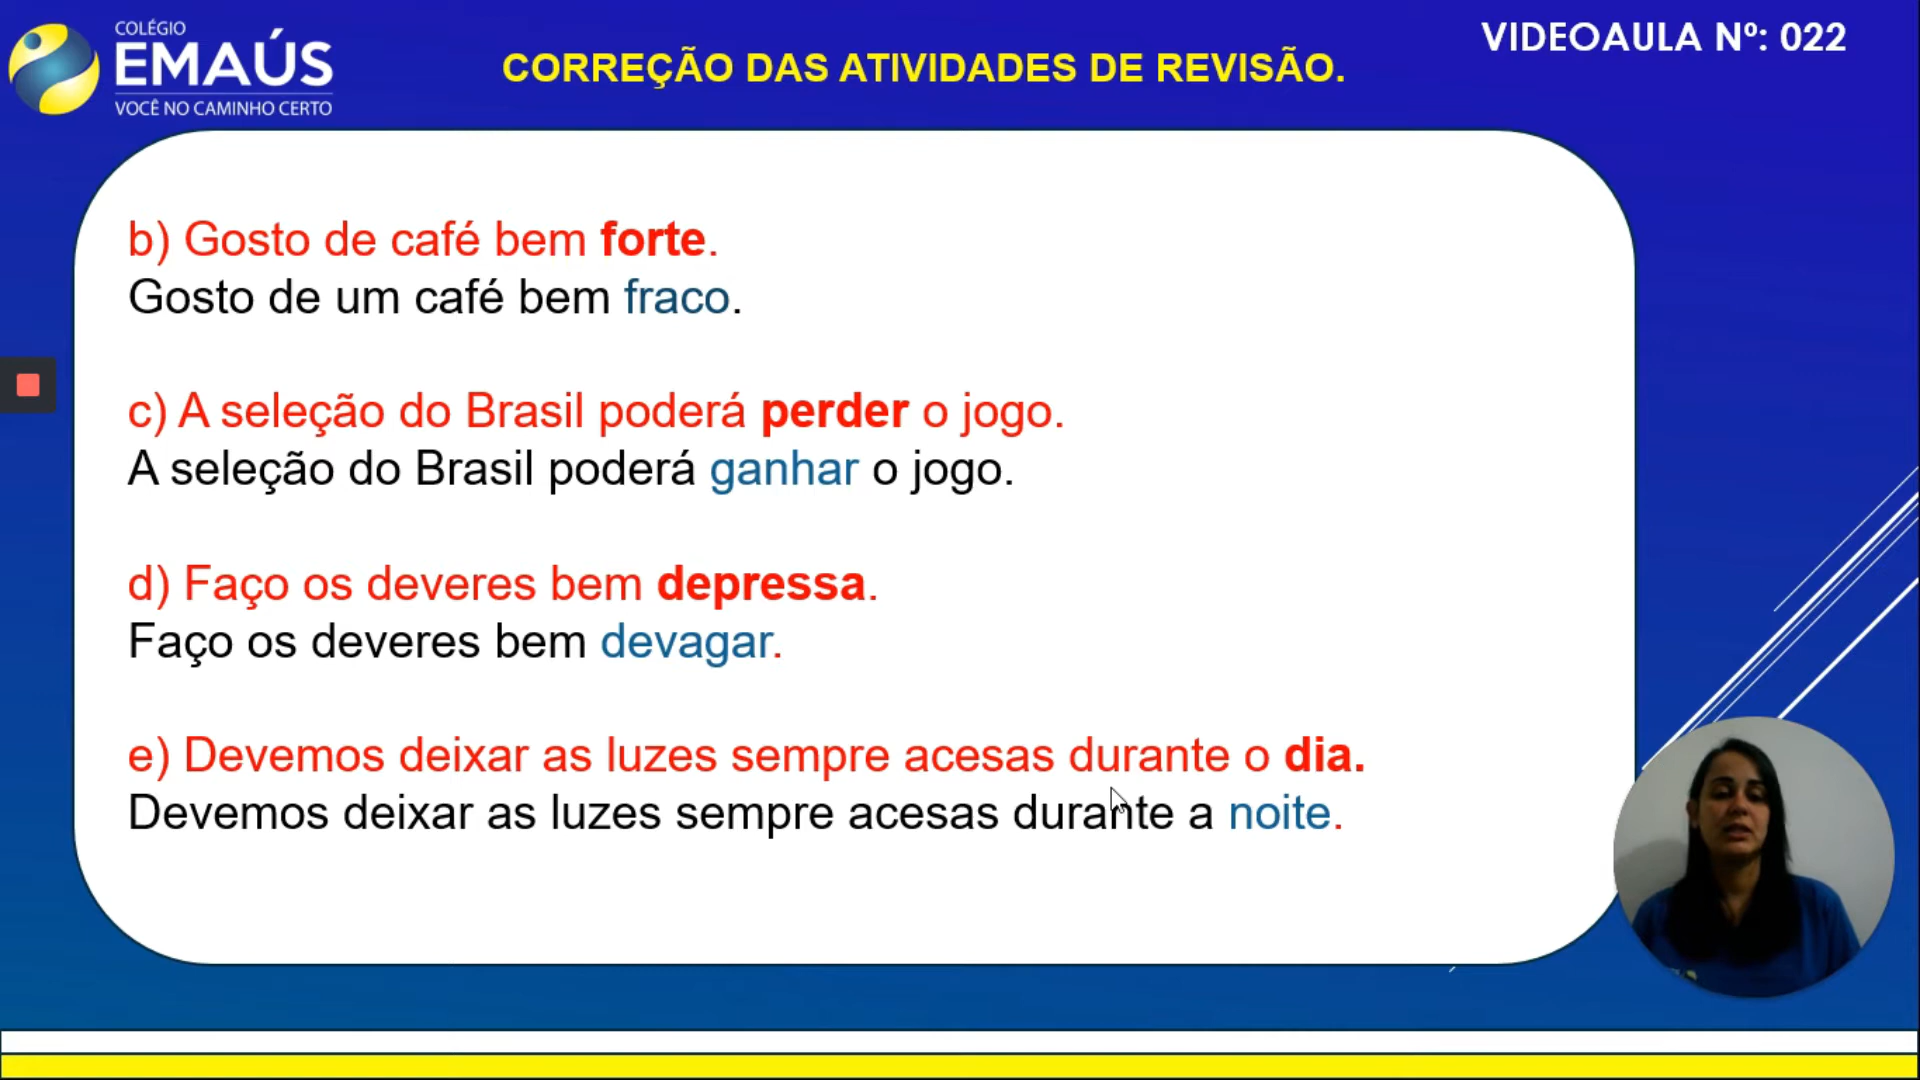 COLÉGIO
EMAÚS
VOCÊ NO CAMINHO CERTO
CORREÇÃO DAS ATIVIDADES DE REVISÃO.
VIDEOAULA Nº: 022
b) Gosto de café bem forte.
Gosto de um café bem fraco.
c) A seleção do Brasil poderá perder o jogo.
A seleção do Brasil poderá ganhar o jogo.
d) Faço os deveres bem depressa.
Faço os deveres bem devagar.
e) Devemos deixar as luzes sempre acesas durante o dia.
Devemos deixar as luzes sempre acesas durante a noite.